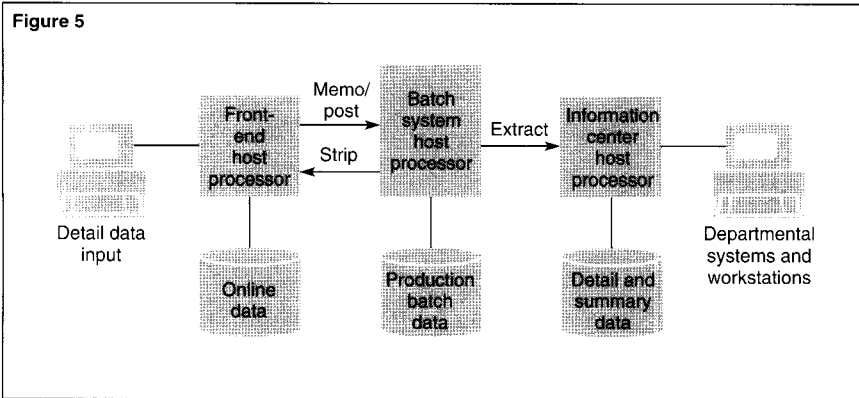 Figure 5
Detail data
input
Front-
end
host
processor
Memo/
post
Strip
Batch
system
host
processor
Extract
Information
center
host
processor
Departmental
systems and
workstations
Online
data
Production
batch
data
Detail and
summary
data